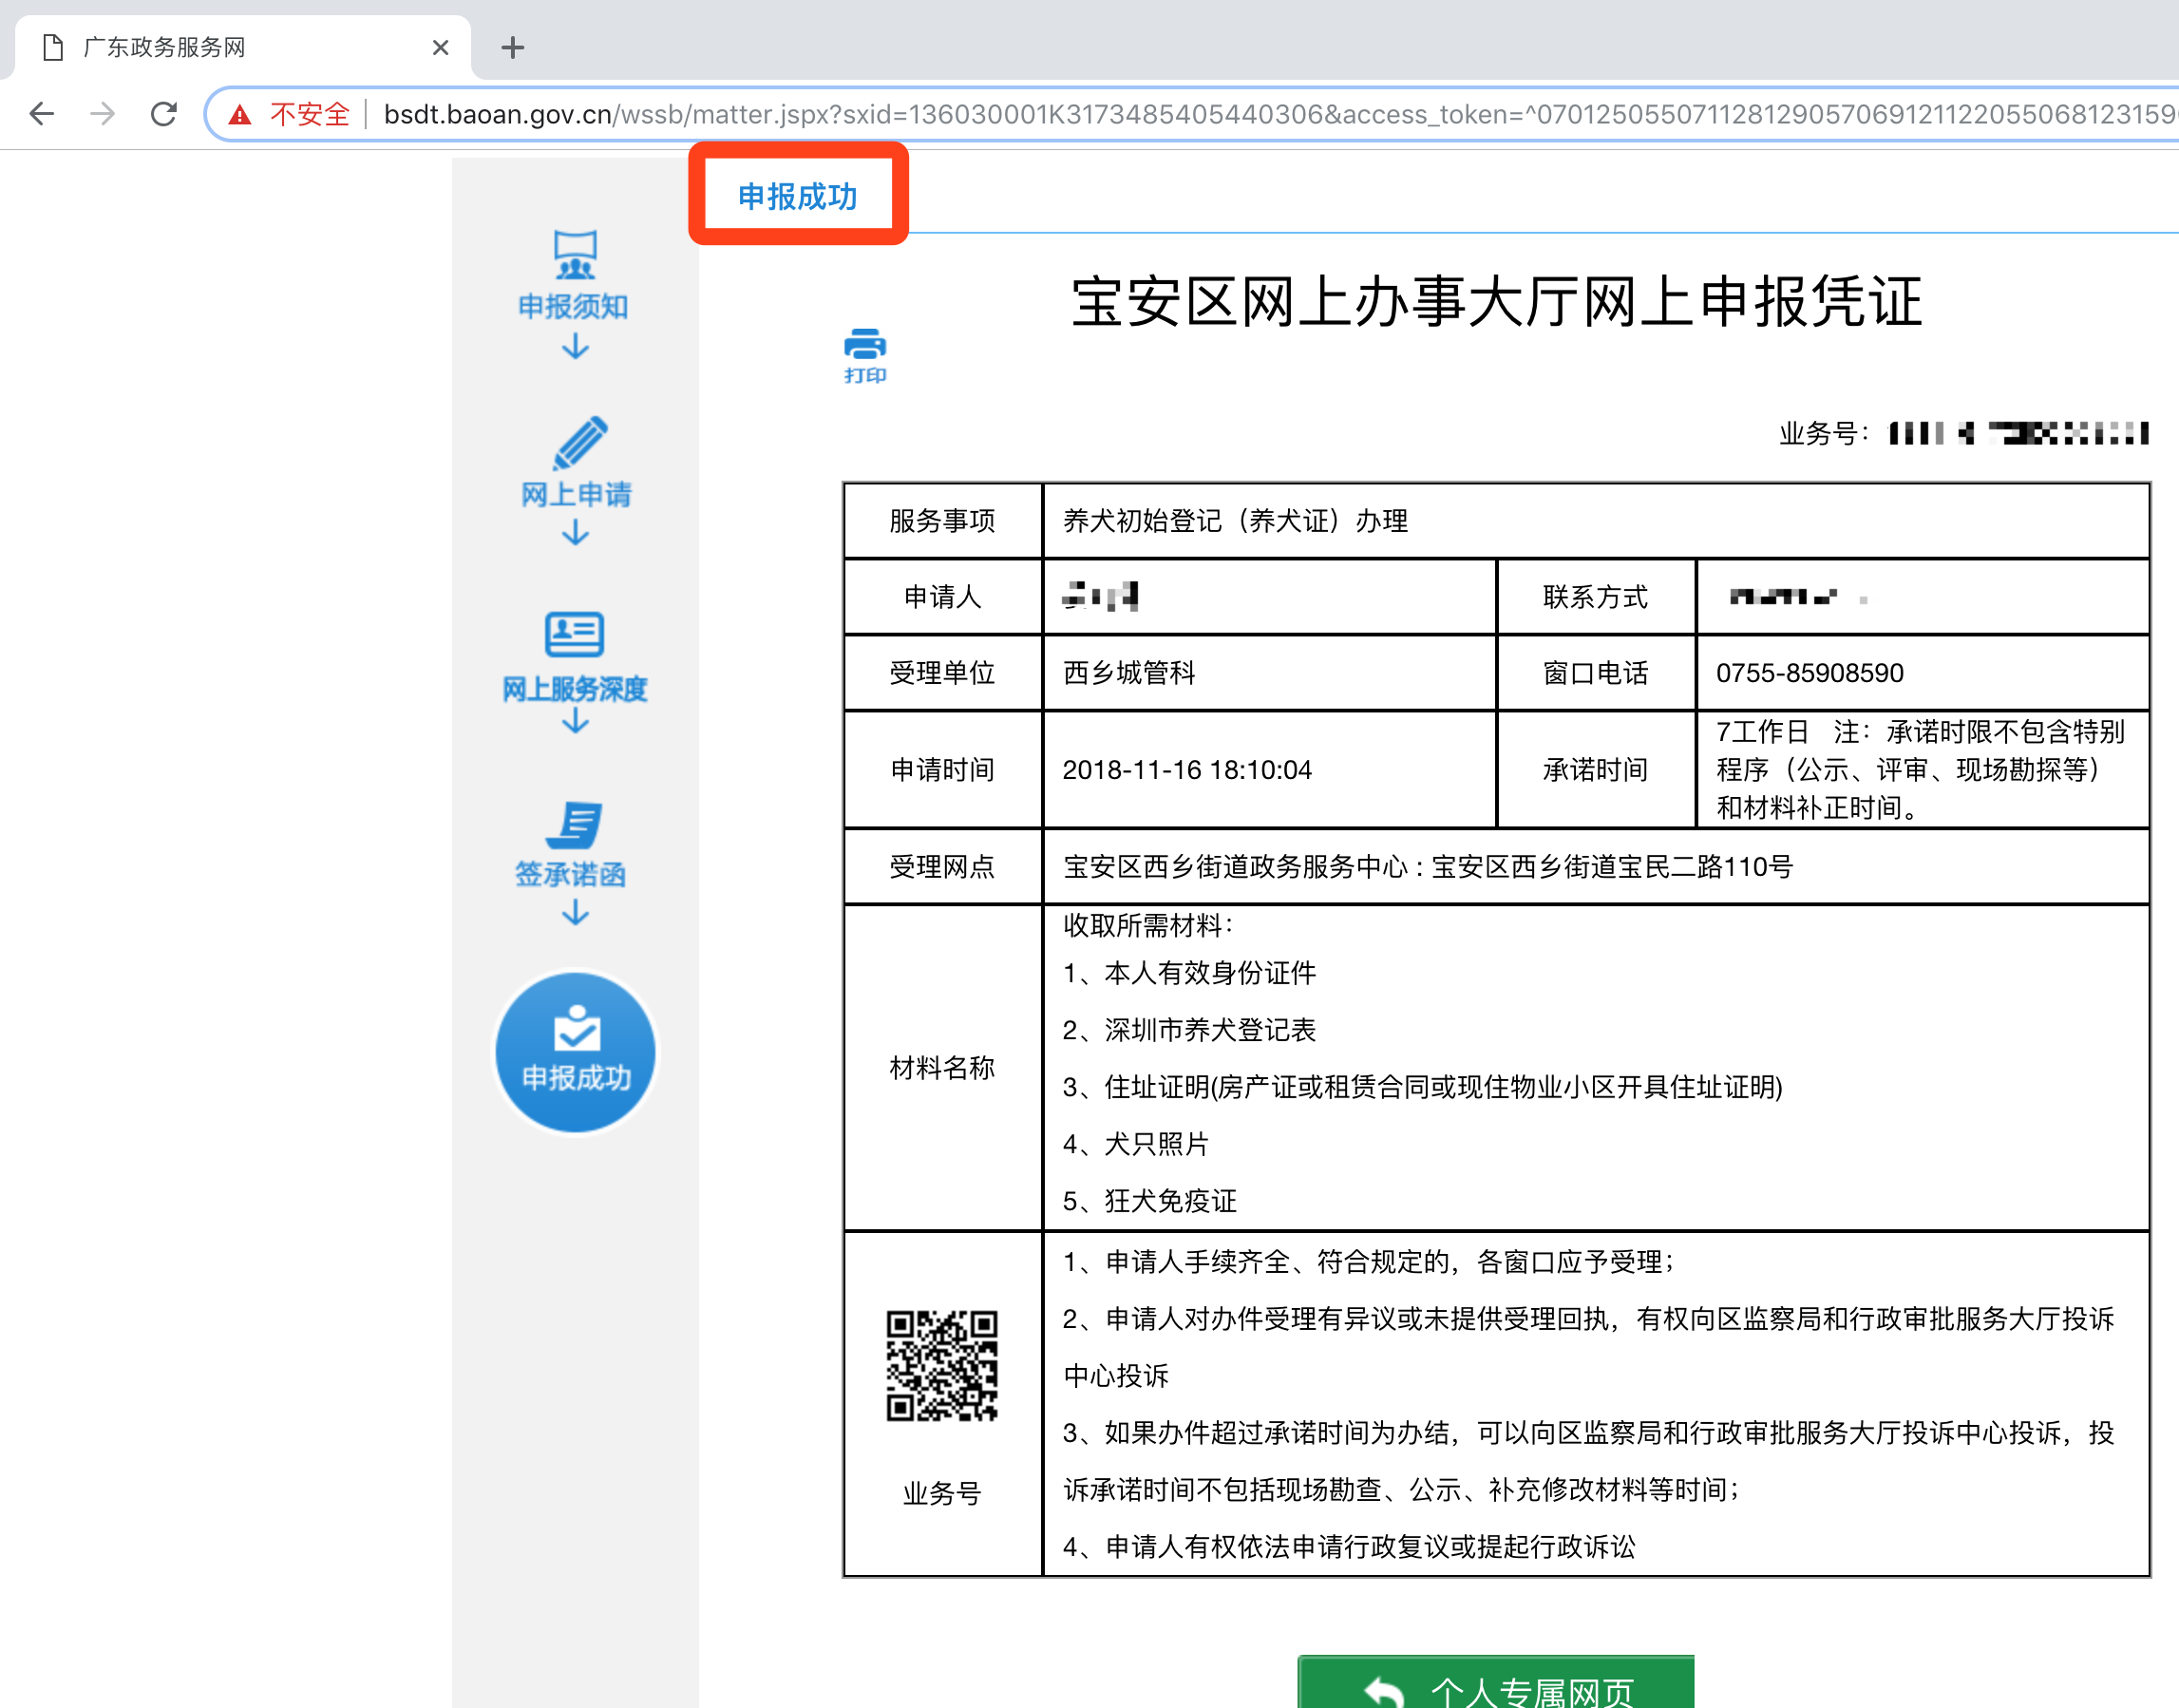 广东政务服务网
不安全 bsdt.baoan.gov.cn/wssb/matter.jspx?sxid=136030001K3173485405440306&access_token=^07012505507112812905706912112205506812315
申报成功
申报须知
网上申请
网上服务深度
签承诺函
申报成功
宝安区网上办事大厅网上申报凭证
打印
业务号：
服务事项 养犬初始登记（养犬证）办理
申请人 联系方式
受理单位 西乡城管科 窗口电话 0755-85908590
申请时间 2018-11-16 18:10:04 承诺时间 7工作日 注：承诺时限不包含特别
程序（公示、评审、现场勘探等）
和材料补正时间。
受理网点 宝安区西乡街道政务服务中心 : 宝安区西乡街道宝民二路110号
材料名称
收取所需材料：
1、本人有效身份证件
2、深圳市养犬登记表
3、住址证明(房产证或租赁合同或现住物业小区开具住址证明)
4、犬只照片
5、狂犬免疫证
业务号
1、申请人手续齐全、符合规定的，各窗口应予受理；
2、申请人对办件受理有异议或未提供受理回执，有权向区监察局和行政审批服务大厅投诉
中心投诉
3、如果办件超过承诺时间为办结，可以向区监察局和行政审批服务大厅投诉中心投诉，投
诉承诺时间不包括现场勘查、公示、补充修改材料等时间；
4、申请人有权依法申请行政复议或提起行政诉讼
个人专属网页